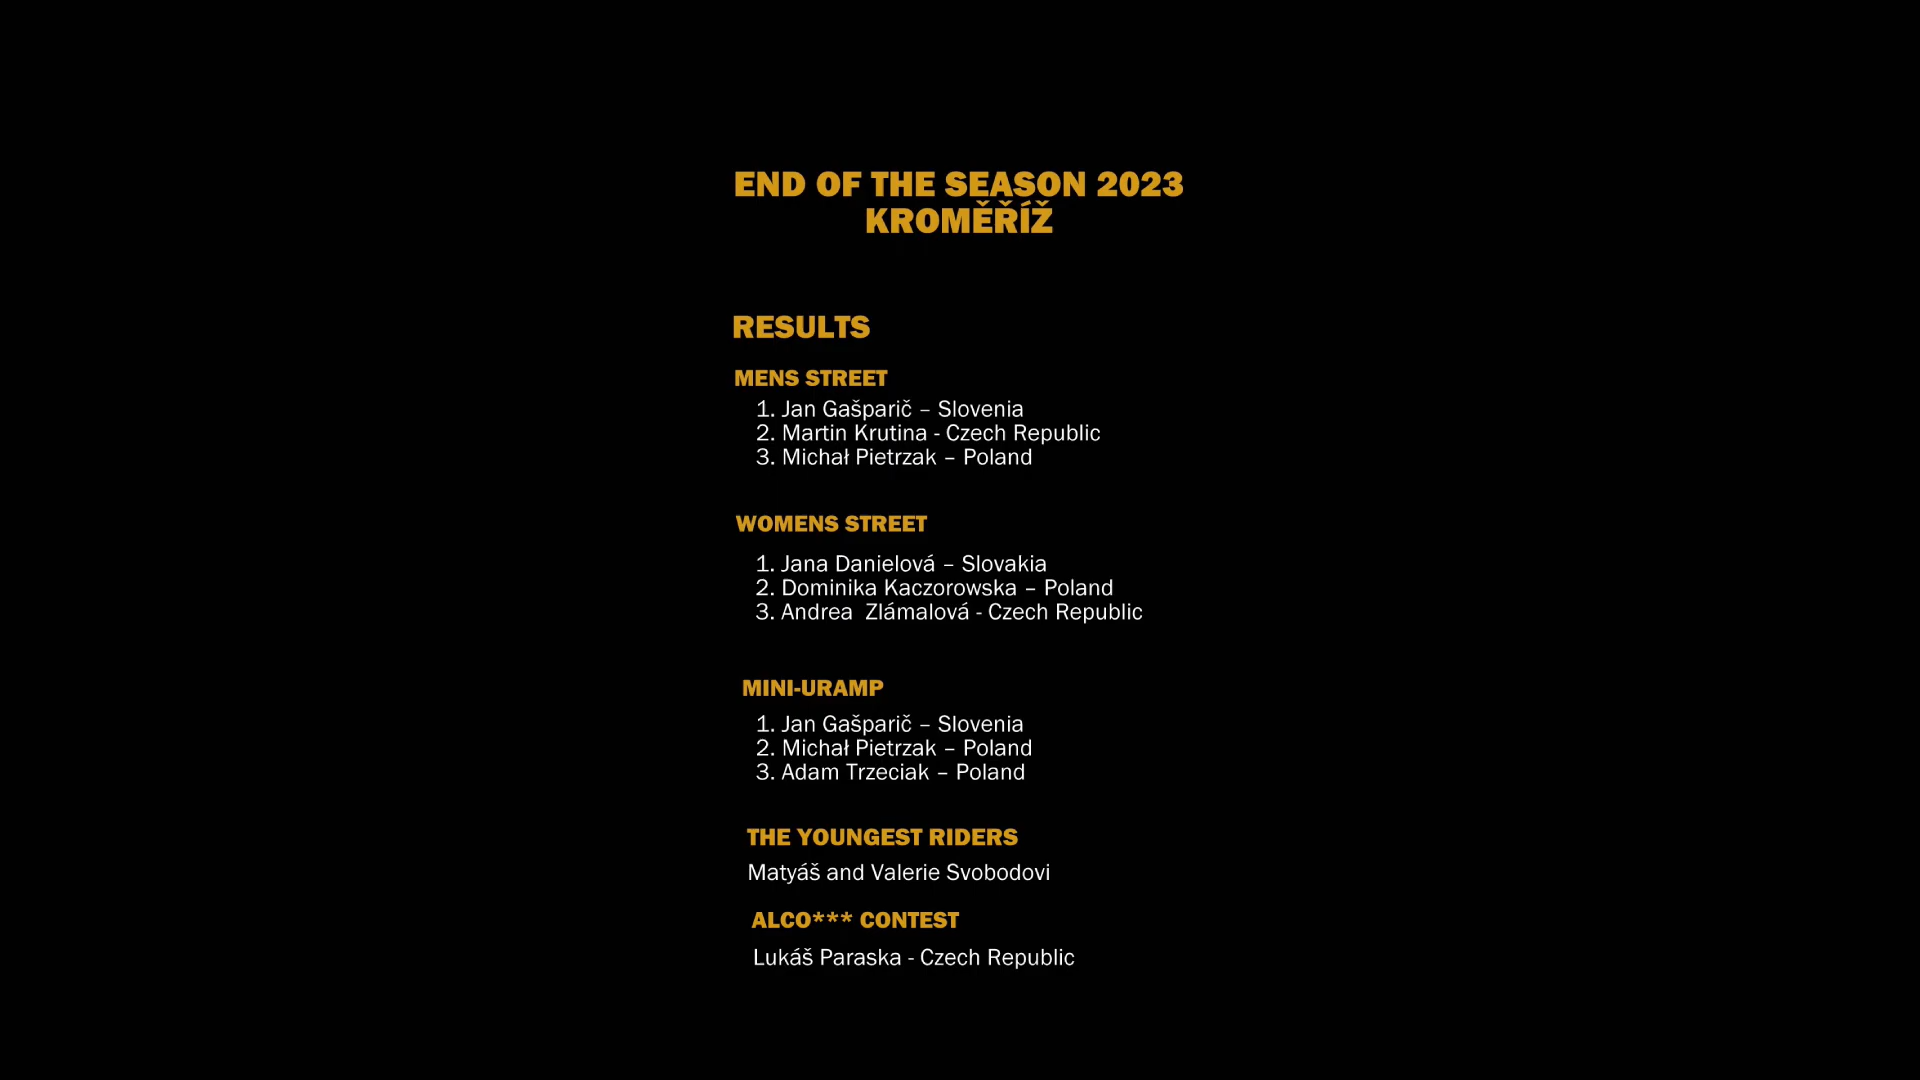 END OF THE SEASON 2023
KROMĚŘÍŽ
RESULTS
MENS STREET
1. Jan Gašparič – Slovenia
2. Martin Krutina - Czech Republic
3. Michał Pietrzak – Poland
WOMENS STREET
1. Jana Danielová – Slovakia
2. Dominika Kaczorowska – Poland
3. Andrea  Zlámalová - Czech Republic
MINI-URAMP
1. Jan Gašparič – Slovenia
2. Michał Pietrzak – Poland
3. Adam Trzeciak – Poland
THE YOUNGEST RIDERS
Matyáš and Valerie Svobodovi
ALCO*** CONTEST
Lukáš Paraska - Czech Republic